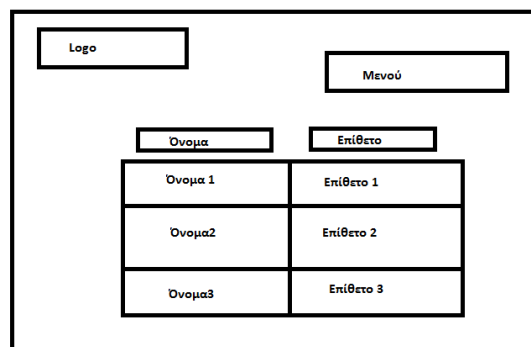 Logo
Μενού
Όνομα
Επίθετο
Όνομα 1
Επίθετο 1
Όνομα2
Επίθετο 2
Όνομα3
Επίθετο 3